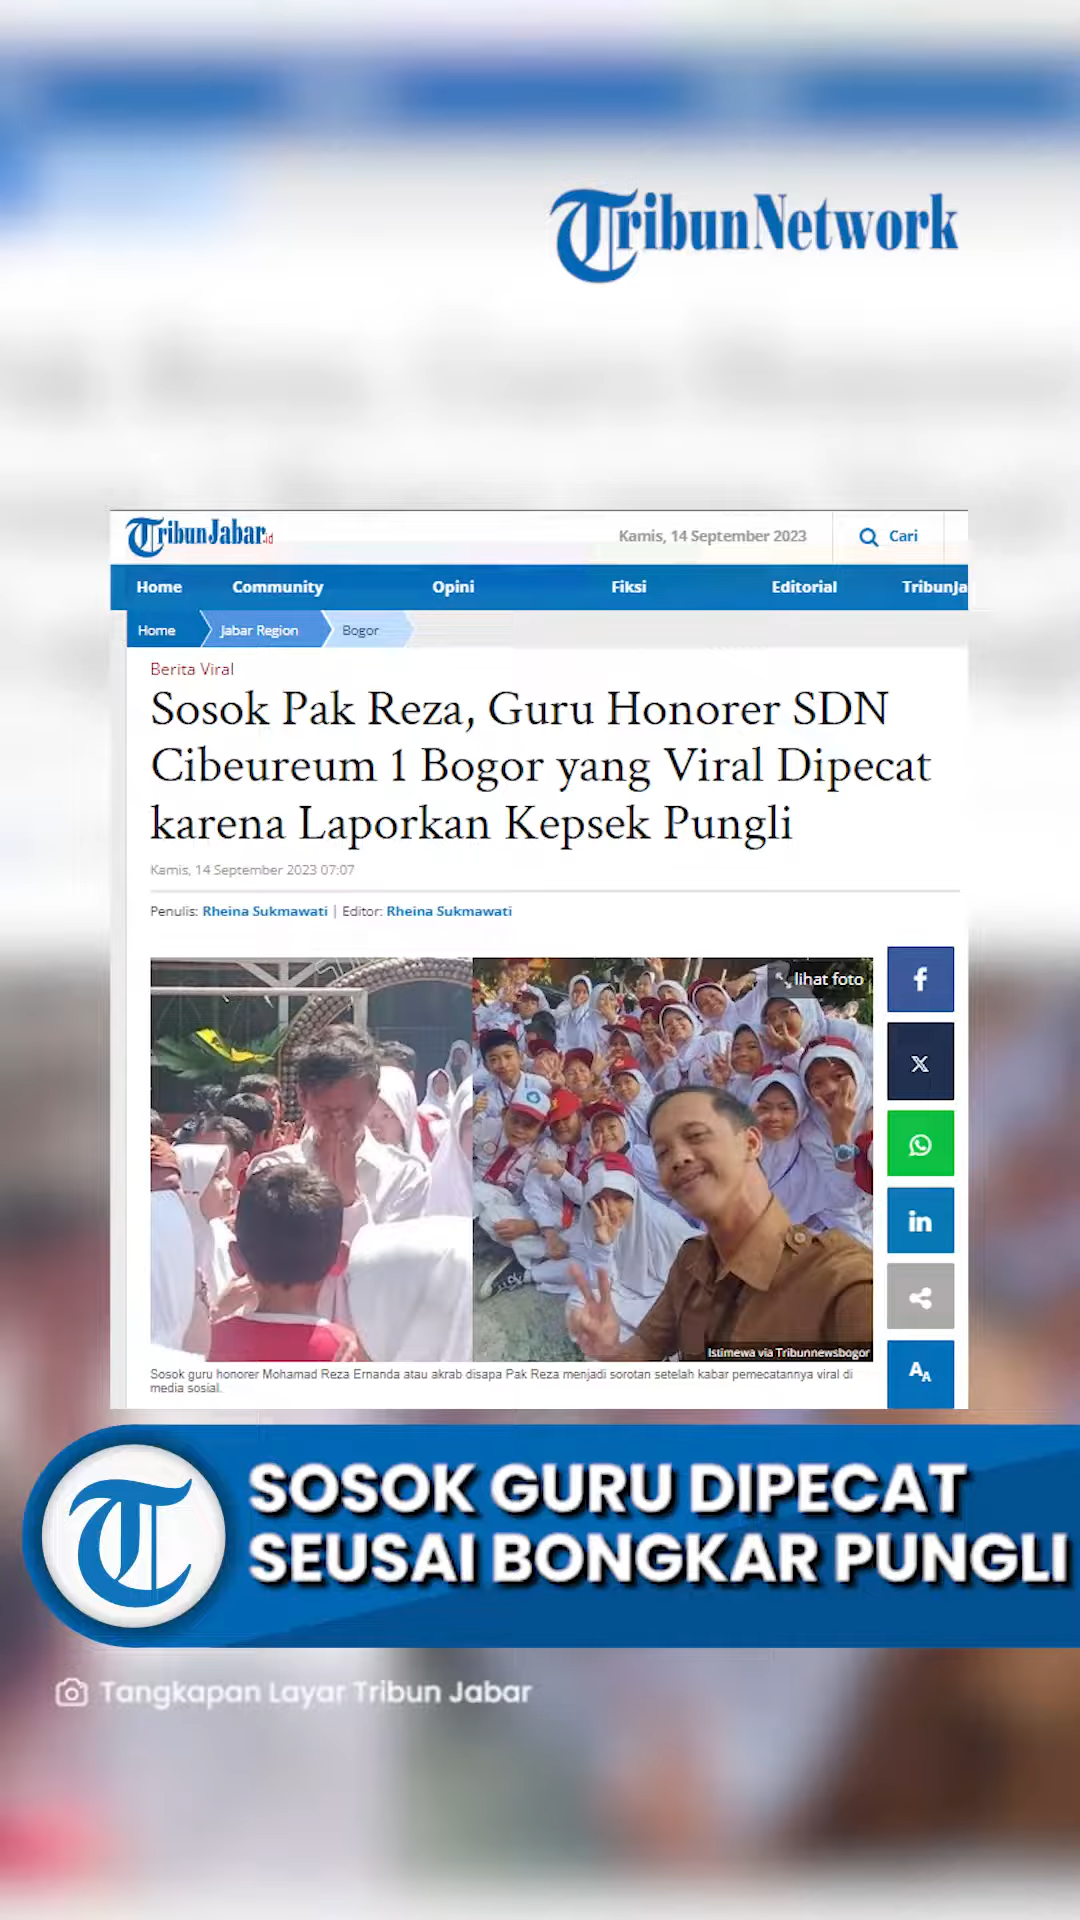 TribunNetwork
TribunJabar.id
Kamis, 14 September 2023
Cari
Home Community Opini Fiksi Editorial TribunJa
Home Jabar Region Bogor
Berita Viral
Sosok Pak Reza, Guru Honorer SDN
Cibeureum 1 Bogor yang Viral Dipecat
karena Laporkan Kepsek Pungli
Kamis, 14 September 2023 07:07
Penulis: Rheina Sukmawati | Editor: Rheina Sukmawati
lihat foto
Istimewa via Tribunnewsbogor
Sosok guru honorer Mohamad Reza Ernanda atau akrab disapa Pak Reza menjadi sorotan setelah kabar pemecatannya viral di
media sosial.
SOSOK GURU DIPECAT
SEUSAI BONGKAR PUNGLI
Tangkapan Layar Tribun Jabar